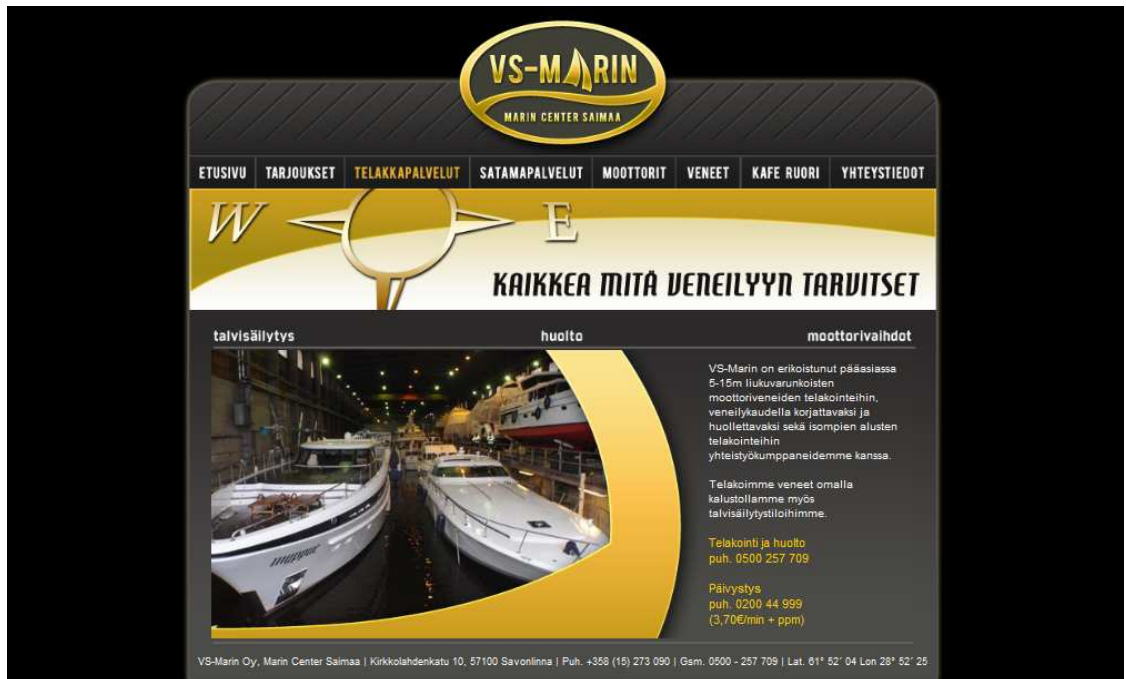 VS-MARIN
MARIN CENTER SAIMAA
ETUSIVU TARJOUKSET TELAKKAPALVELUT SATAMAPALVELUT MOOTTORIT VENEET KAFE RUORI YHTEYSTIEDOT
W E
KAIKKEA MITÄ VENEILYYN TARVITSET
talvisäilytys huolto moottorivaihdot
VS-Marin on erikoistunut pääasiassa
5-15m liukuvarunkoisten
moottoriveneiden telakointeihin,
veneilykaudella korjattavaksi ja
huollettavaksi sekä isompien alusten
telakointeihin
yhteistyökumppaneidemme kanssa.
Telakoimme veneet omalla
kalustollamme myös
talvisäilytystiloihimme.
Telakointi ja huolto
puh. 0500 257 709
Päivystys
puh. 0200 44 999
(3,70€/min + ppm)
VS-Marin Oy, Marin Center Saimaa | Kirkkolahdenkatu 10, 57100 Savonlinna | Puh. +358 (15) 273 090 | Gsm. 0500 - 257 709 | Lat. 61° 52´ 04 Lon 28° 52´ 25